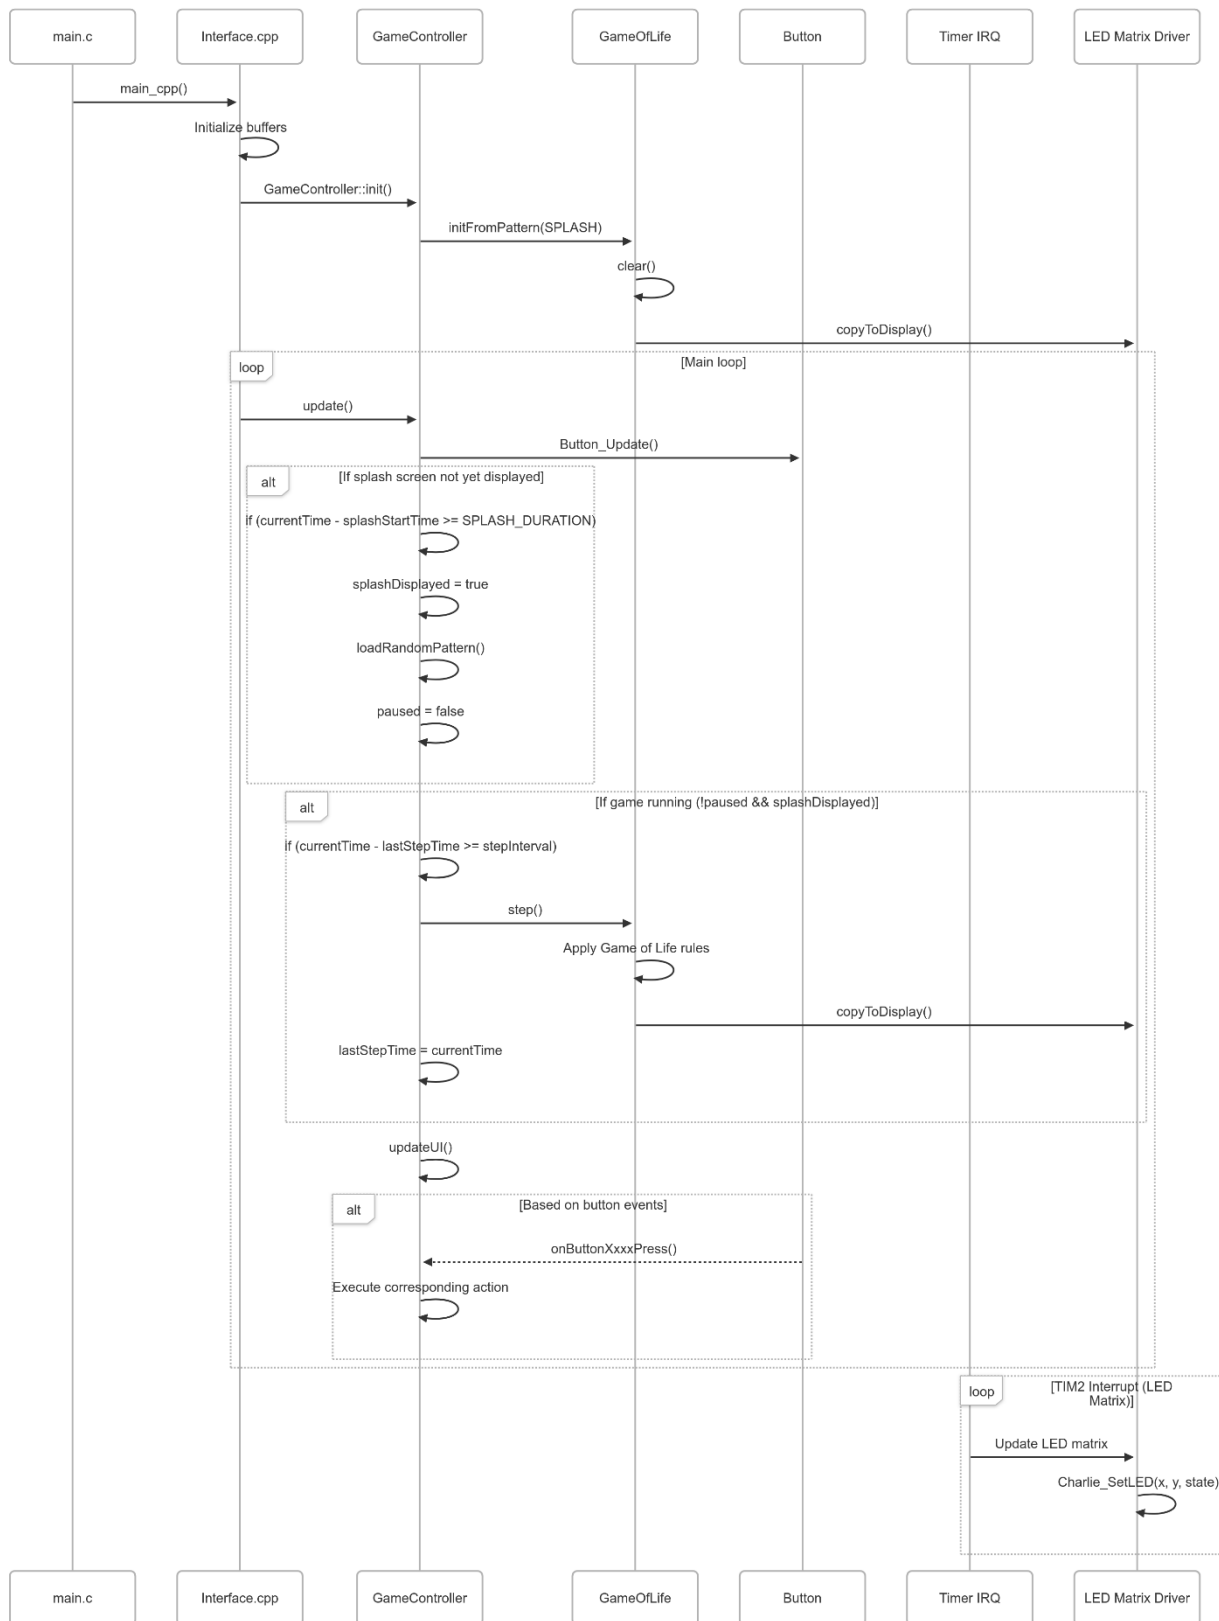 main.c
Interface.cpp
GameController
GameOfLife
Button
Timer IRQ
LED Matrix Driver
main_cpp()
Initialize buffers
GameController::init()
initFromPattern(SPLASH)
clear()
copyToDisplay()
loop
[Main loop]
update()
Button_Update()
alt
[If splash screen not yet displayed]
if (currentTime - splashStartTime >= SPLASH_DURATION)
splashDisplayed = true
loadRandomPattern()
paused = false
alt
[If game running (!paused && splashDisplayed)]
if (currentTime - lastStepTime >= stepInterval)
step()
Apply Game of Life rules
copyToDisplay()
lastStepTime = currentTime
updateUI()
alt
[Based on button events]
onButtonXxxxPress()
Execute corresponding action
loop
[TIM2 Interrupt (LED
Matrix)]
Update LED matrix
Charlie_SetLED(x, y, state)
main.c
Interface.cpp
GameController
GameOfLife
Button
Timer IRQ
LED Matrix Driver